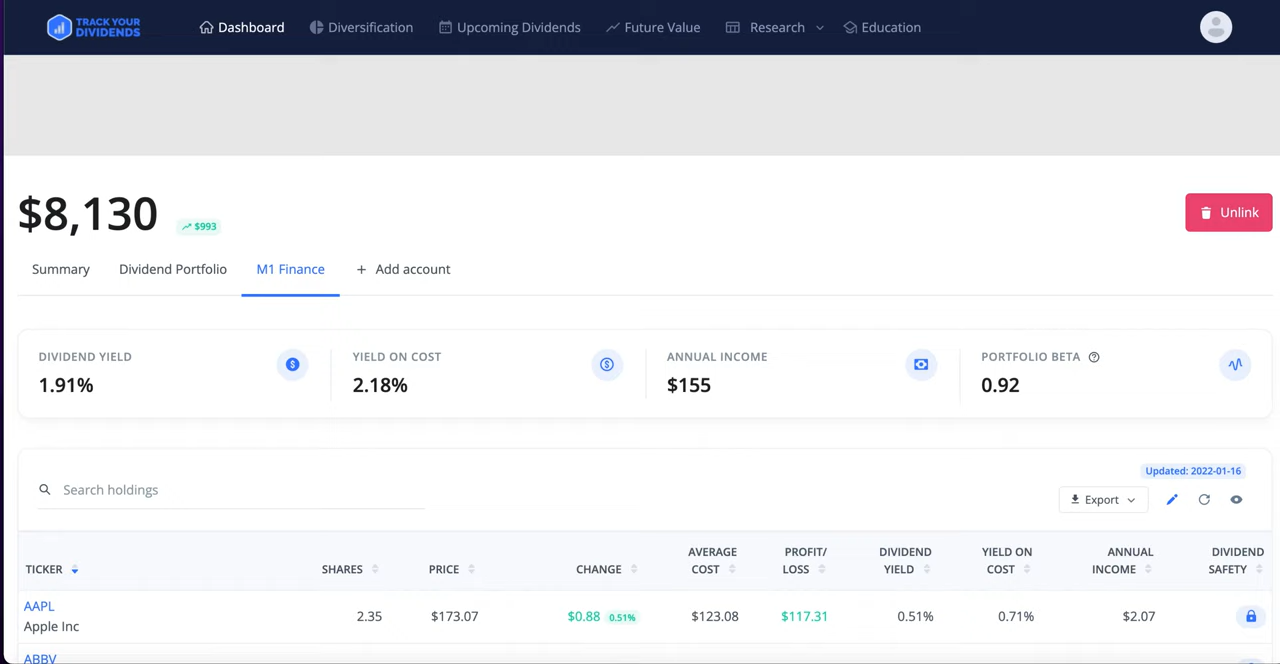 TRACK YOUR
DIVIDENDS
Dashboard
Diversification
Upcoming Dividends
Future Value
Research
Education
$8,130
$993
Unlink
Summary
Dividend Portfolio
M1 Finance
+ Add account
DIVIDEND YIELD
1.91%
YIELD ON COST
2.18%
ANNUAL INCOME
$155
PORTFOLIO BETA
0.92
Updated: 2022-01-16
Search holdings
Export
TICKER
SHARES
PRICE
CHANGE
AVERAGE
COST
PROFIT/
LOSS
DIVIDEND
YIELD
YIELD ON
COST
ANNUAL
INCOME
DIVIDEND
SAFETY
AAPL
Apple Inc
2.35
$173.07
$0.88 0.51%
$123.08
$117.31
0.51%
0.71%
$2.07
ABBV